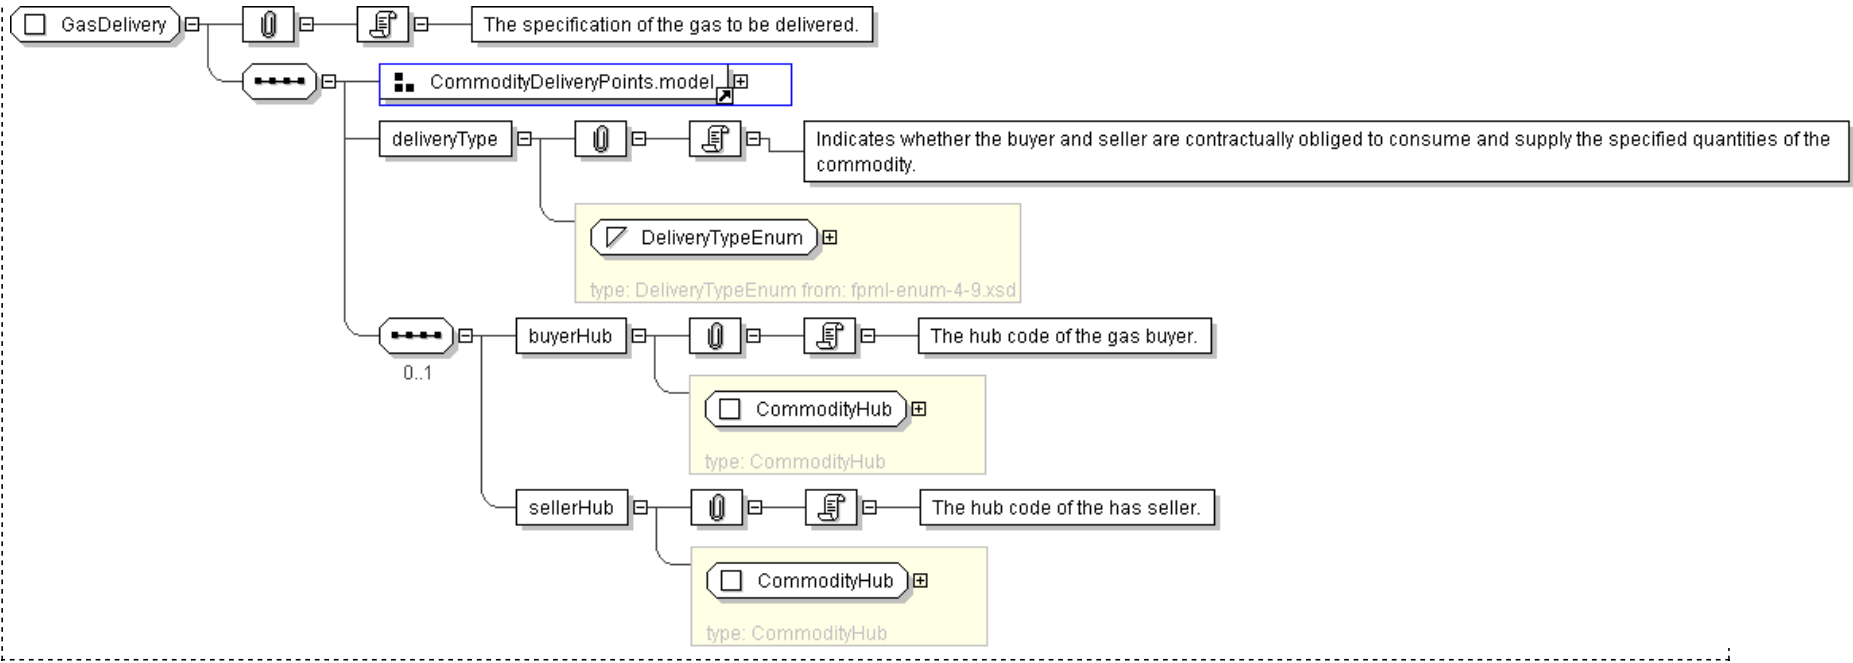 GasDelivery
The specification of the gas to be delivered.
CommodityDeliveryPoints.model
deliveryType
Indicates whether the buyer and seller are contractually obliged to consume and supply the specified quantities of the
commodity.
DeliveryTypeEnum
type: DeliveryTypeEnum from: fpml-enum-4-9.xsd
buyerHub
The hub code of the gas buyer.
0..1
CommodityHub
type: CommodityHub
sellerHub
The hub code of the has seller.
CommodityHub
type: CommodityHub